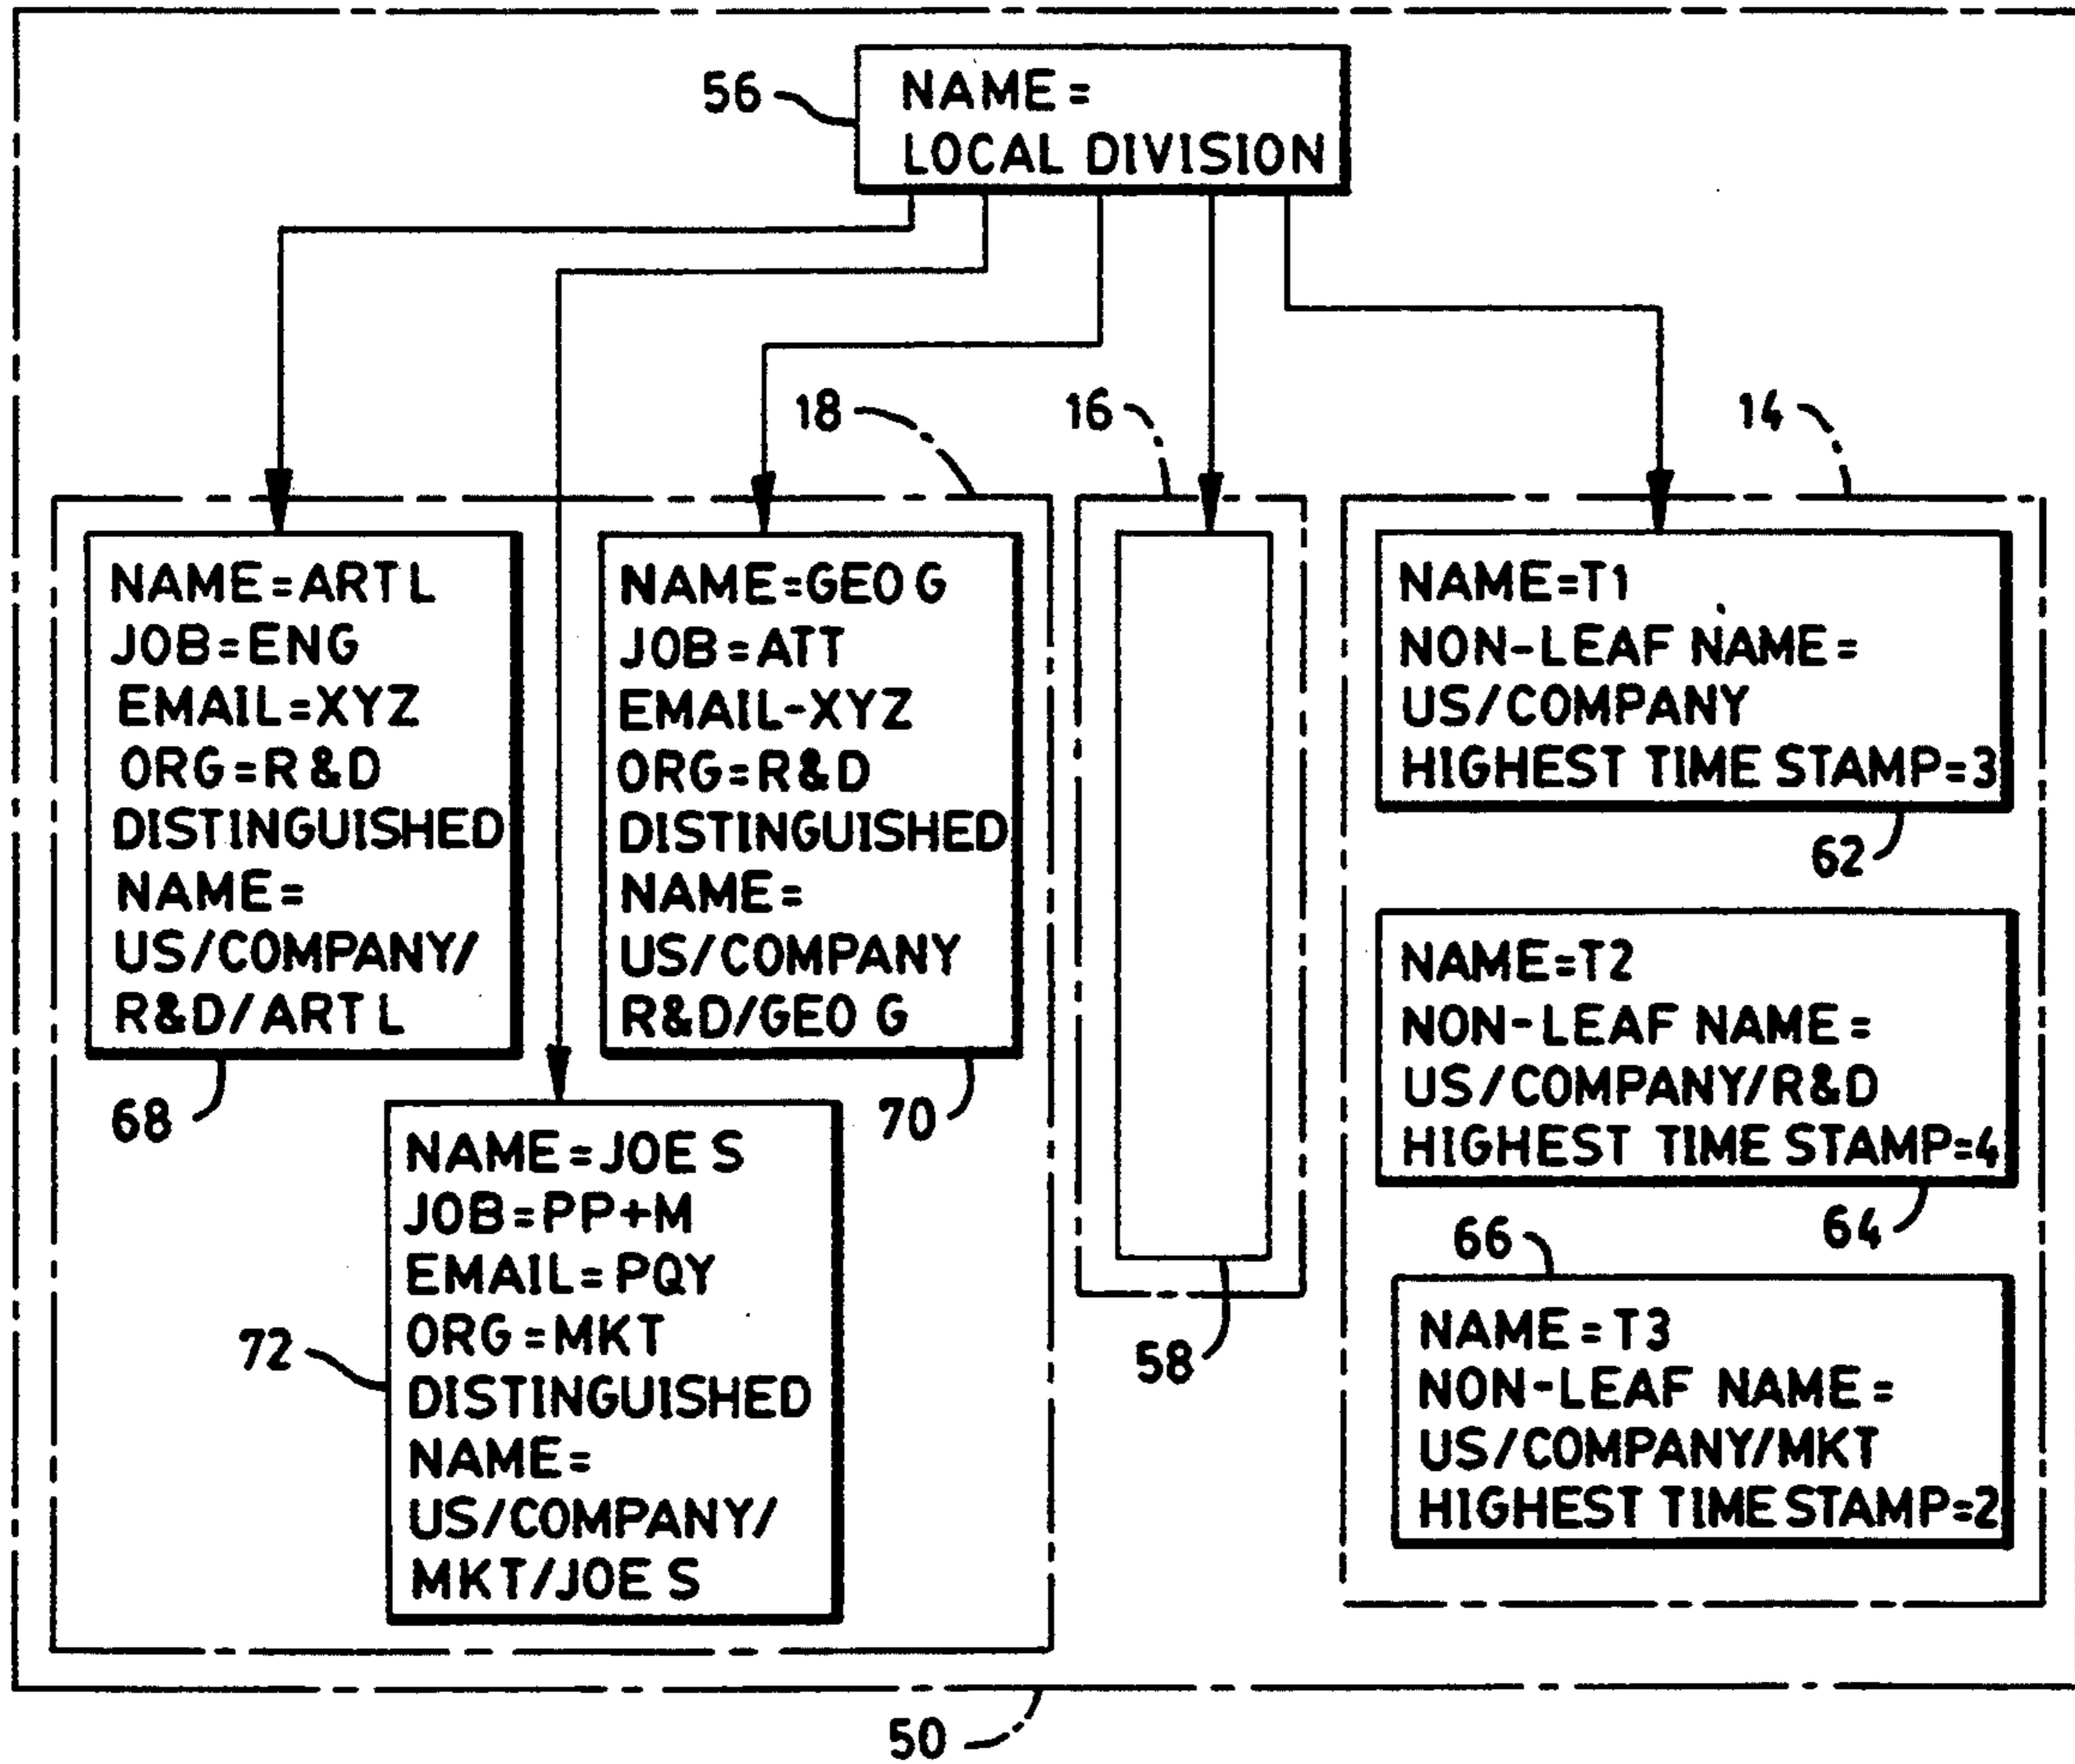 56
NAME=
LOCAL DIVISION
18
16
14
NAME=ART L
JOB=ENG
EMAIL=XYZ
ORG=R&D
DISTINGUISHED
NAME=
US/COMPANY/
R&D/ART L
68
NAME=GEO G
JOB=ATT
EMAIL-XYZ
ORG=R&D
DISTINGUISHED
NAME=
US/COMPANY
R&D/GEO G
70
NAME=JOE S
JOB=PP+M
EMAIL=PQY
ORG=MKT
DISTINGUISHED
NAME=
US/COMPANY/
MKT/JOE S
72
58
NAME=T1
NON-LEAF NAME=
US/COMPANY
HIGHEST TIME STAMP=3
62
NAME=T2
NON-LEAF NAME=
US/COMPANY/R&D
HIGHEST TIME STAMP=4
64
66
NAME=T3
NON-LEAF NAME=
US/COMPANY/MKT
HIGHEST TIME STAMP=2
50